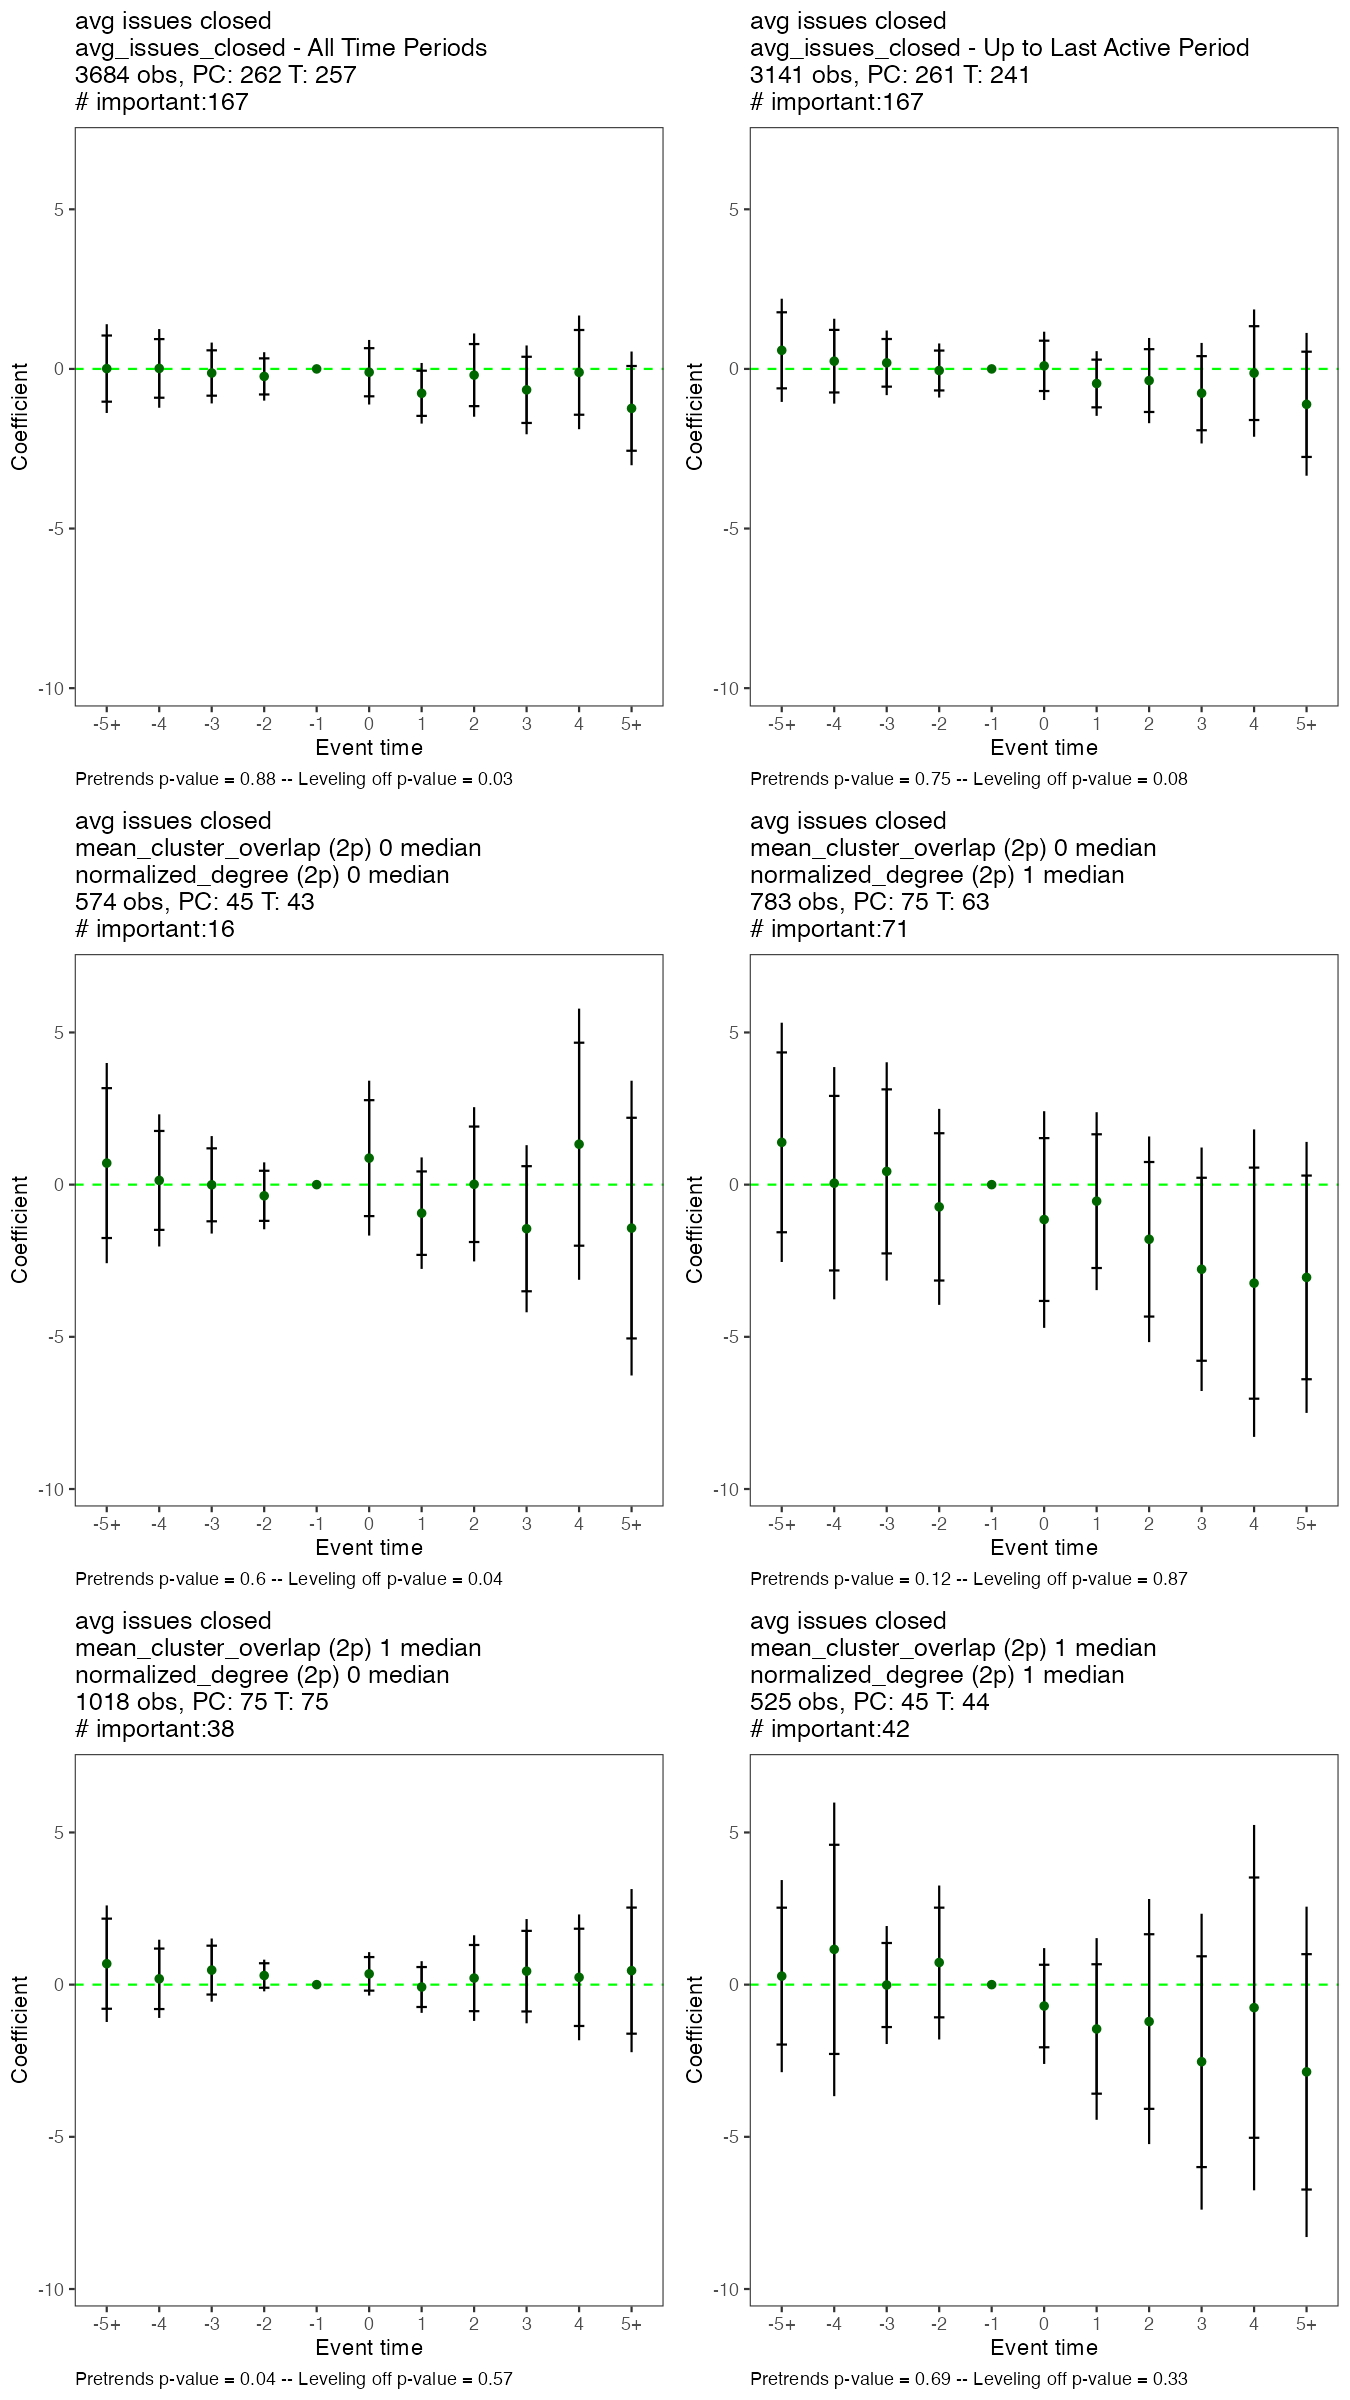 avg issues closed
avg_issues_closed - All Time Periods
3684 obs, PC: 262 T: 257
# important:167
5
0
-5
-10
Coefficient
-5+ -4 -3 -2 -1 0 1 2 3 4 5+
Event time
Pretrends p-value = 0.88 -- Leveling off p-value = 0.03
avg issues closed
avg_issues_closed - Up to Last Active Period
3141 obs, PC: 261 T: 241
# important:167
5
0
-5
-10
Coefficient
-5+ -4 -3 -2 -1 0 1 2 3 4 5+
Event time
Pretrends p-value = 0.75 -- Leveling off p-value = 0.08
avg issues closed
mean_cluster_overlap (2p) 0 median
normalized_degree (2p) 0 median
574 obs, PC: 45 T: 43
# important:16
5
0
-5
-10
Coefficient
-5+ -4 -3 -2 -1 0 1 2 3 4 5+
Event time
Pretrends p-value = 0.6 -- Leveling off p-value = 0.04
avg issues closed
mean_cluster_overlap (2p) 0 median
normalized_degree (2p) 1 median
783 obs, PC: 75 T: 63
# important:71
5
0
-5
-10
Coefficient
-5+ -4 -3 -2 -1 0 1 2 3 4 5+
Event time
Pretrends p-value = 0.12 -- Leveling off p-value = 0.87
avg issues closed
mean_cluster_overlap (2p) 1 median
normalized_degree (2p) 0 median
1018 obs, PC: 75 T: 75
# important:38
5
0
-5
-10
Coefficient
-5+ -4 -3 -2 -1 0 1 2 3 4 5+
Event time
Pretrends p-value = 0.04 -- Leveling off p-value = 0.57
avg issues closed
mean_cluster_overlap (2p) 1 median
normalized_degree (2p) 1 median
525 obs, PC: 45 T: 44
# important:42
5
0
-5
-10
Coefficient
-5+ -4 -3 -2 -1 0 1 2 3 4 5+
Event time
Pretrends p-value = 0.69 -- Leveling off p-value = 0.33